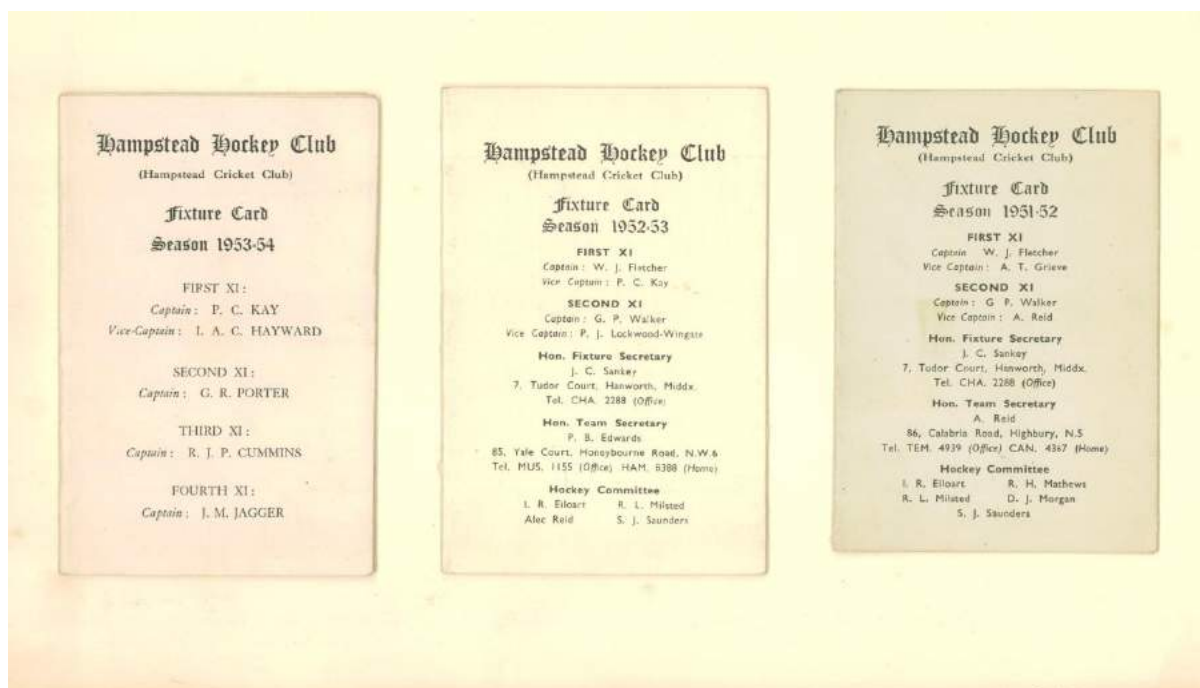 Hampstead Hockey Club
(Hampstead Cricket Club)
Fixture Card
Season 1953-54
FIRST XI:
Captain: P. C. KAY
Vice-Captain: I. A. C. HAYWARD
SECOND XI:
Captain: G. R. PORTER
THIRD XI:
Captain: R. J. P. CUMMINS
FOURTH XI:
Captain: J. M. JAGGER
Hampstead Hockey Club
(Hampstead Cricket Club)
Fixture Card
Season 1952-53
FIRST XI
Captain: W. J. Fletcher
Vice Captain: P. C. Kay
SECOND XI
Captain: G. P. Walker
Vice Captain: P. J. Lockwood-Wingate
Hon. Fixture Secretary
J. C. Sankey
7, Tudor Court, Hanworth, Middx.
Tel. CHA. 2288 (Office)
Hon. Team Secretary
P. B. Edwards
85, Yale Court, Honeybourne Road, N.W.6
Tel. MUS. 1155 (Office) HAM. 6388 (Home)
Hockey Committee
I. R. Eiloart R. L. Milsted
Alec Reid S. J. Saunders
Hampstead Hockey Club
(Hampstead Cricket Club)
Fixture Card
Season 1951-52
FIRST XI
Captain W. J. Fletcher
Vice Captain: A. T. Grieve
SECOND XI
Captain: G. P. Walker
Vice Captain: A. Reid
Hon. Fixture Secretary
J. C. Sankey
7, Tudor Court, Hanworth, Middx.
Tel. CHA. 2288 (Office)
Hon. Team Secretary
A. Reid
86, Calabria Road, Highbury, N.5
Tel. TEM. 4939 (Office) CAN. 4367 (Home)
Hockey Committee
I. R. Eiloart R. H. Mathews
R. L. Milsted D. J. Morgan
S. J. Saunders